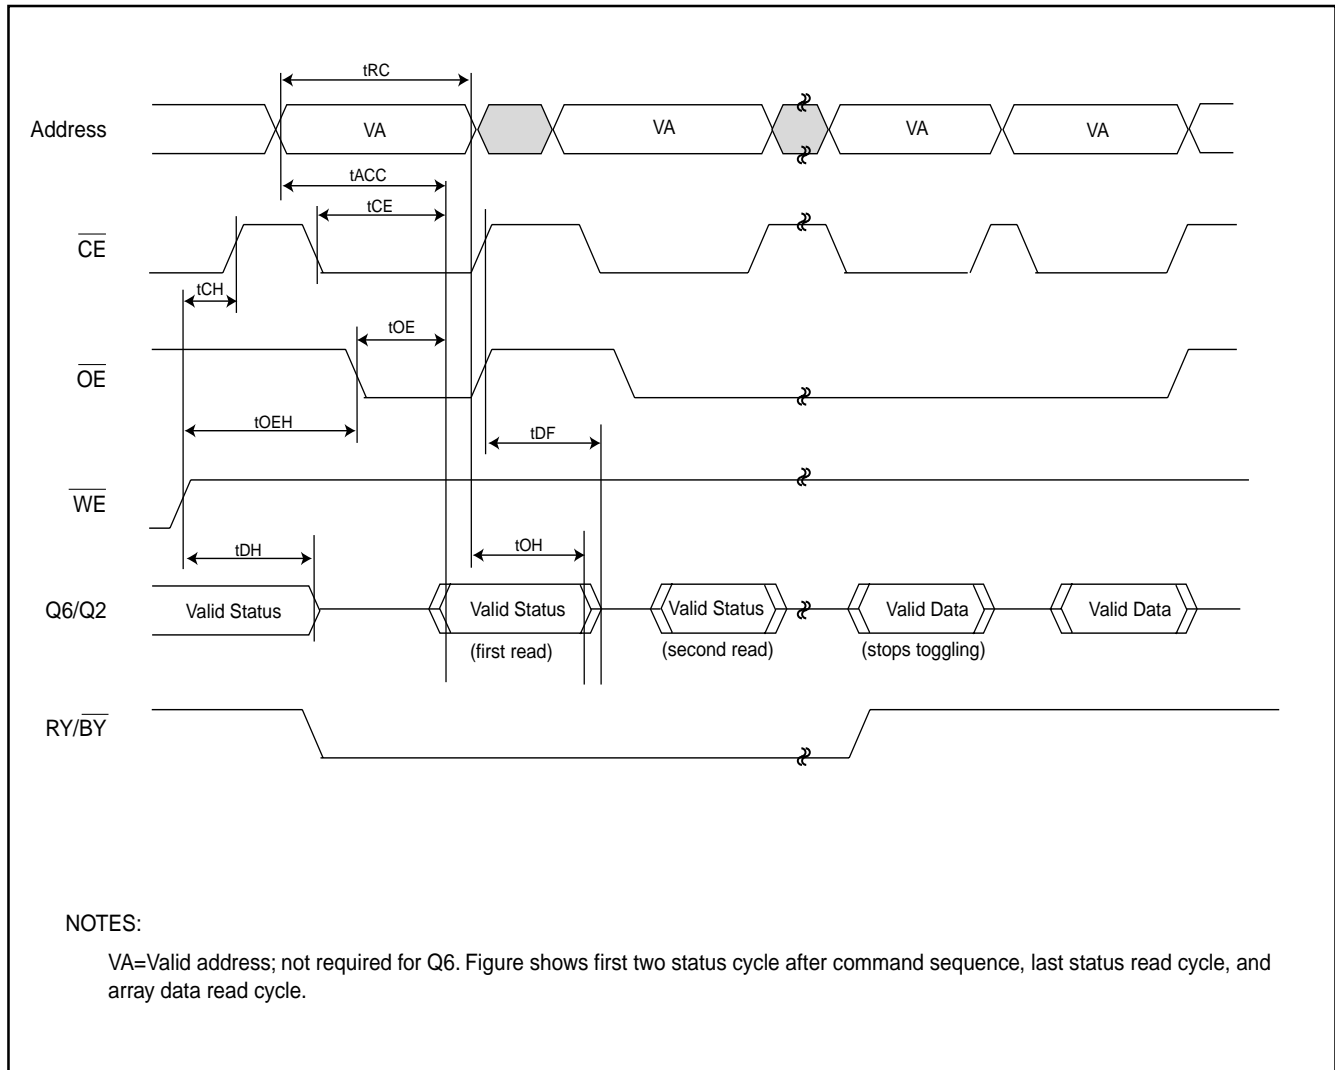 tRC
Address
VA
VA
VA
VA
tACC
tCE
CE
tCH
tOE
OE
tOEH
tDF
WE
tDH
tOH
Q6/Q2
Valid Status
Valid Status
Valid Status
Valid Data
Valid Data
(first read)
(second read)
(stops toggling)
RY/BY
NOTES:
VA=Valid address; not required for Q6. Figure shows first two status cycle after command sequence, last status read cycle, and
array data read cycle.